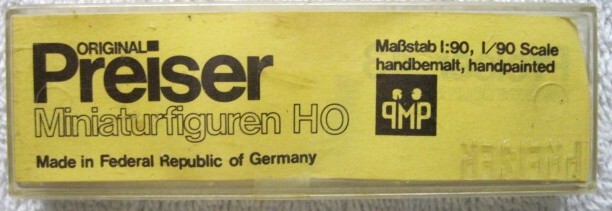 ORIGINAL
Preiser
Miniaturfiguren HO
Made in Federal Republic of Germany
Maßstab 1:90, 1/90 Scale
handbemalt, handpainted
PMP
PREISER